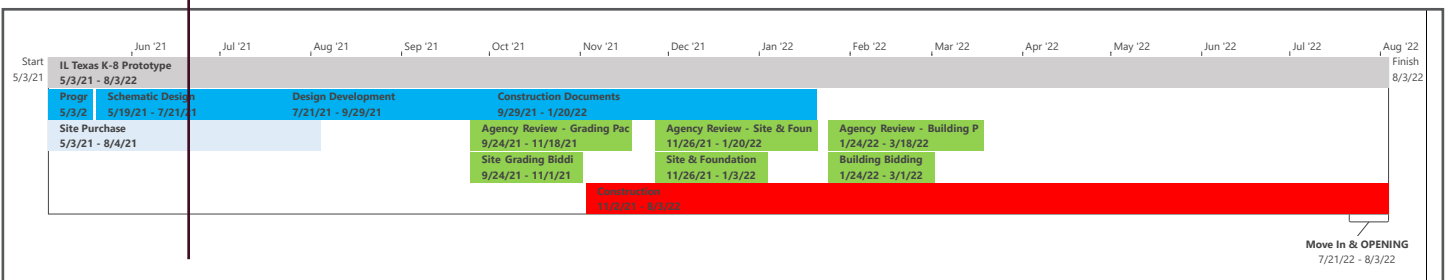 Jun '21 Jul '21 Aug '21 Sep '21 Oct '21 Nov '21 Dec '21 Jan '22 Feb '22 Mar '22 Apr '22 May '22 Jun '22 Jul '22 Aug '22
Start
5/3/21
IL Texas K-8 Prototype
5/3/21 - 8/3/22
Finish
8/3/22
Progr
5/3/2
Schematic Design
5/19/21 - 7/21/21
Design Development
7/21/21 - 9/29/21
Construction Documents
9/29/21 - 1/20/22
Site Purchase
5/3/21 - 8/4/21
Agency Review - Grading Pac
9/24/21 - 11/18/21
Agency Review - Site & Foun
11/26/21 - 1/20/22
Agency Review - Building P
1/24/22 - 3/18/22
Site Grading Biddi
9/24/21 - 11/1/21
Site & Foundation
11/26/21 - 1/3/22
Building Bidding
1/24/22 - 3/1/22
Construction
11/2/21 - 8/3/22
Move In & OPENING
7/21/22 - 8/3/22